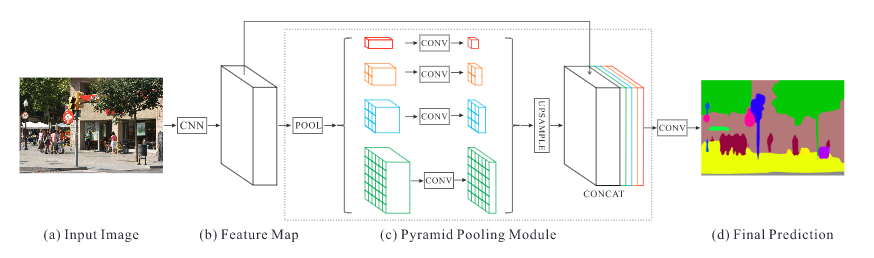 CNN
POOL
CONV
CONV
CONV
CONV
UPSAMPLE
CONCAT
CONV
(a) Input Image
(b) Feature Map
(c) Pyramid Pooling Module
(d) Final Prediction